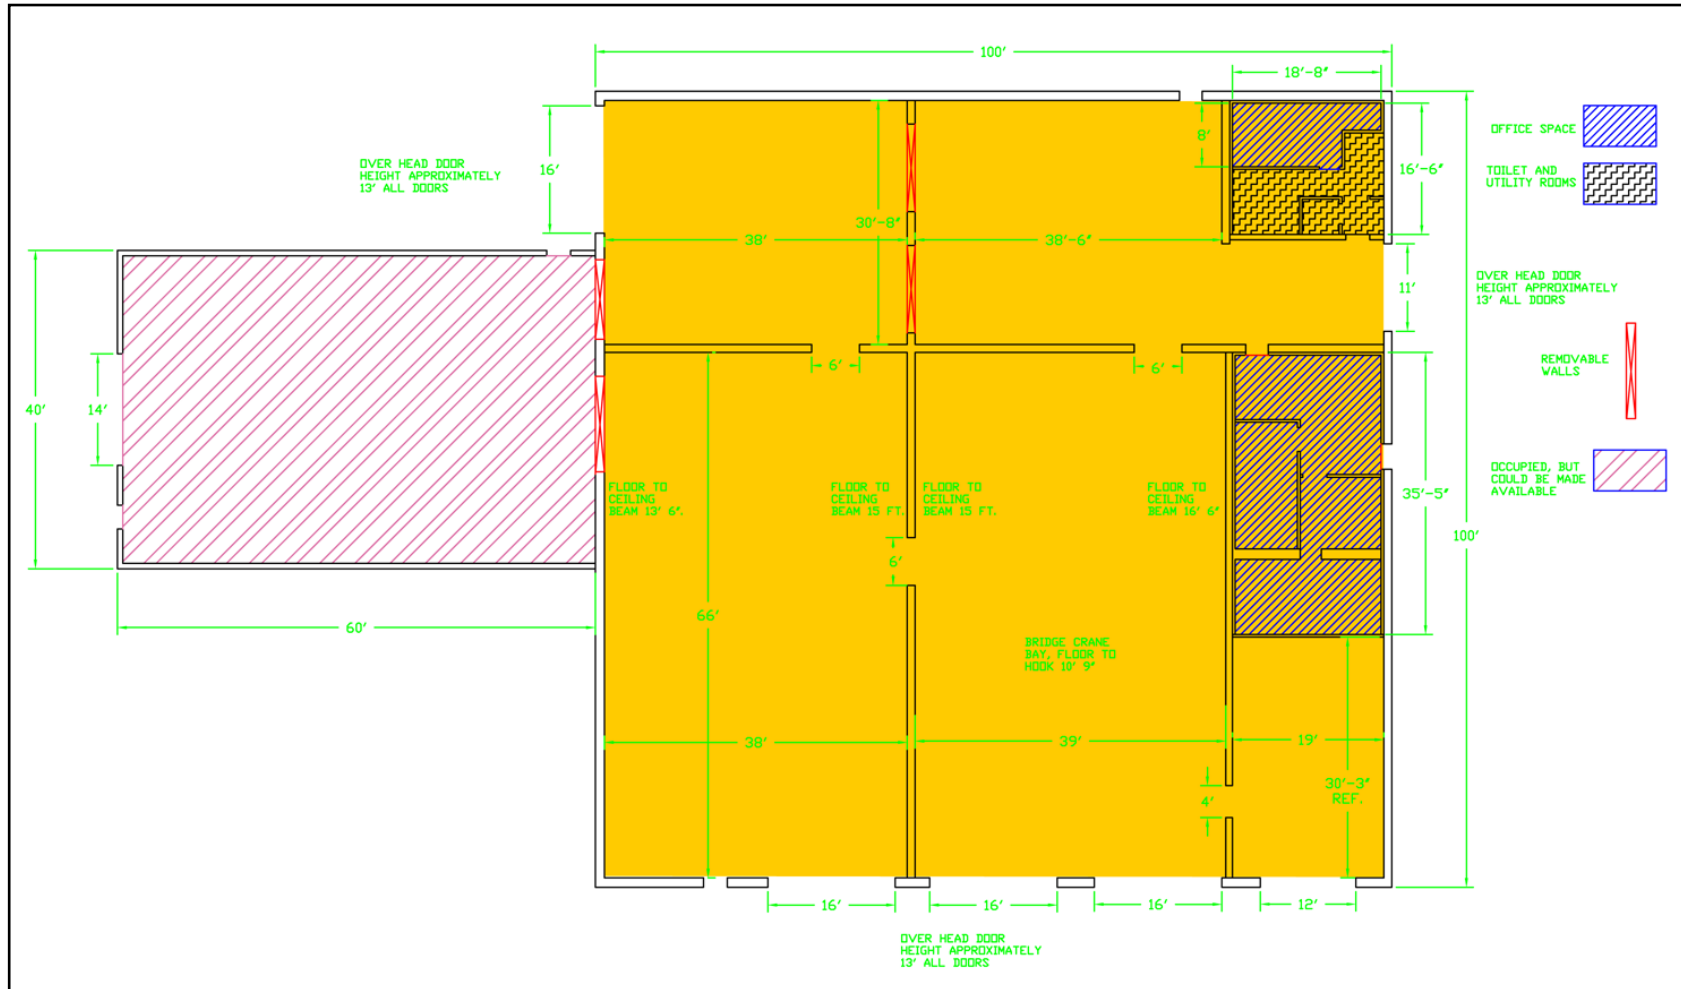 100'
18'-8"
OFFICE SPACE
8'
OVER HEAD DOOR
HEIGHT APPROXIMATELY
13' ALL DOORS
16'
16'-6"
TOILET AND
UTILITY ROOMS
30'-8"
38'
38'-6"
11'
OVER HEAD DOOR
HEIGHT APPROXIMATELY
13' ALL DOORS
REMOVABLE
WALLS
6'
6'
40'
14'
OCCUPIED, BUT
COULD BE MADE
AVAILABLE
FLOOR TO
CEILING
BEAM 13' 6".
FLOOR TO
CEILING
BEAM 15 FT.
FLOOR TO
CEILING
BEAM 15 FT.
FLOOR TO
CEILING
BEAM 16' 6"
35'-5"
100'
6'
66'
60'
BRIDGE CRANE
BAY, FLOOR TO
HOOK 10' 9"
38'
39'
19'
30'-3"
REF.
4'
16'
16'
16'
12'
OVER HEAD DOOR
HEIGHT APPROXIMATELY
13' ALL DOORS